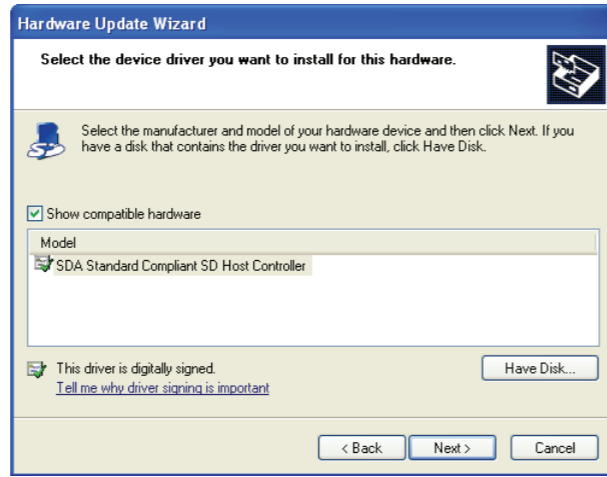 Hardware Update Wizard
Select the device driver you want to install for this hardware.
Select the manufacturer and model of your hardware device and then click Next. If you
have a disk that contains the driver you want to install, click Have Disk.
Show compatible hardware
Model
SDA Standard Compliant SD Host Controller
This driver is digitally signed.
Have Disk...
Tell me why driver signing is important
< Back
Next >
Cancel